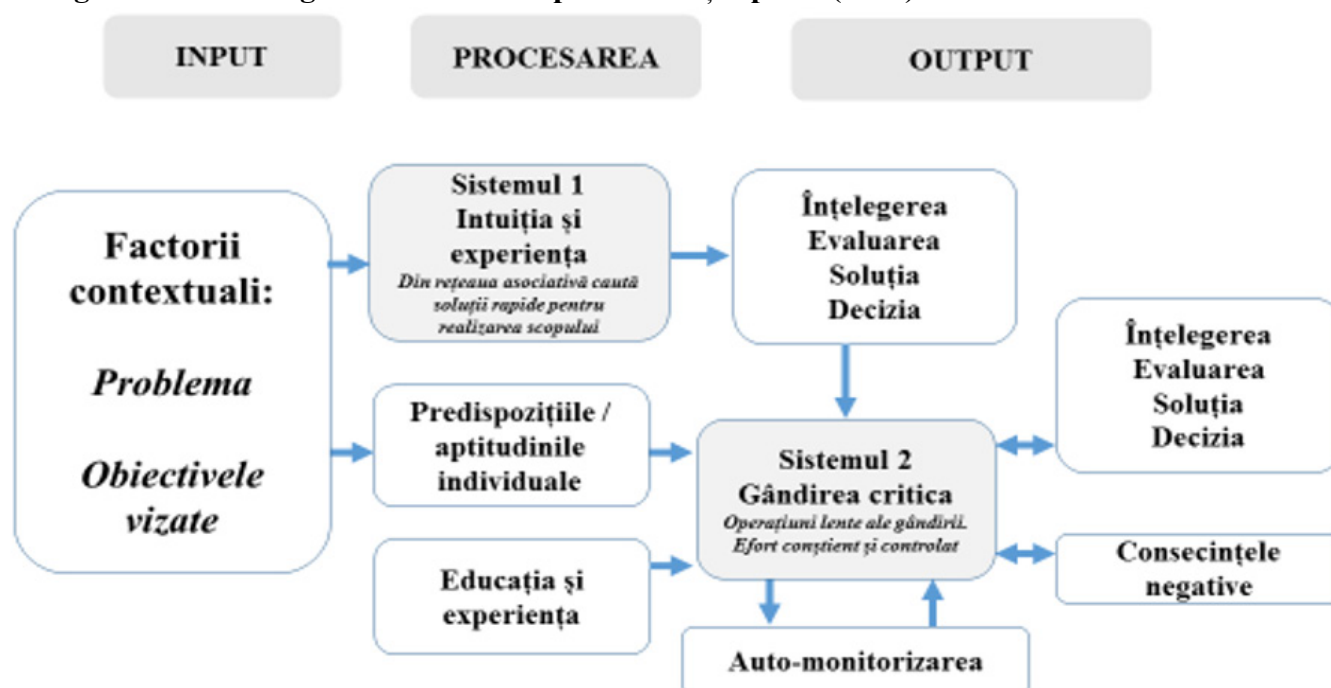 INPUT
PROCESAREA
OUTPUT
Factorii
contextuali:
Problema
Obiectivele
vizate
Sistemul 1
Intuiția și
experiența
Din rețeaua asociativă caută
soluții rapide pentru
realizarea scopului
Predispozițiile /
aptitudinile
individuale
Educația și
experiența
Înțelegerea
Evaluarea
Soluția
Decizia
Sistemul 2
Gândirea critica
Operațiuni lente ale gândirii.
Efort conștient și controlat
Auto-monitorizarea
Înțelegerea
Evaluarea
Soluția
Decizia
Consecințele
negative